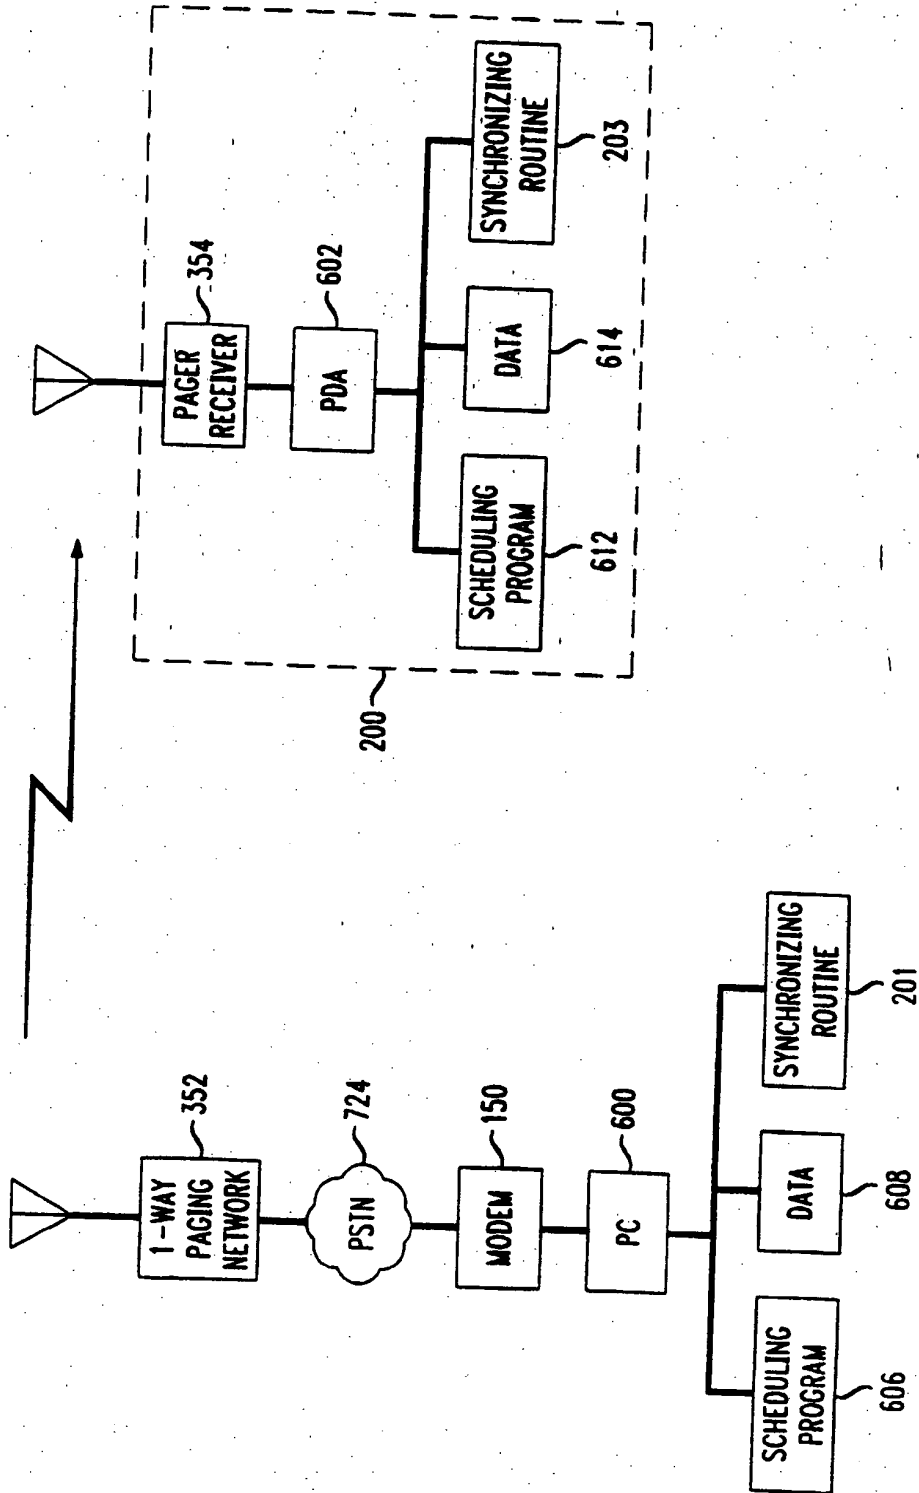 1-WAY
PAGING
NETWORK
352
PSTN
724
MODEM
150
PC
600
SCHEDULING
PROGRAM
606
DATA
608
SYNCHRONIZING
ROUTINE
201
200
PAGER
RECEIVER
354
PDA
602
SCHEDULING
PROGRAM
612
DATA
614
SYNCHRONIZING
ROUTINE
203